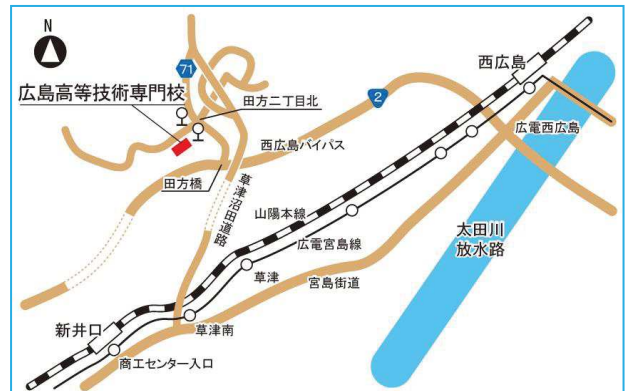 N
71
西広島
広島高等技術専門校
田方二丁目北
2
広電西広島
西広島バイパス
田方橋
草津沼田道路
山陽本線
広電宮島線
太田川
放水路
草津
宮島街道
新井口
草津南
商工センター入口